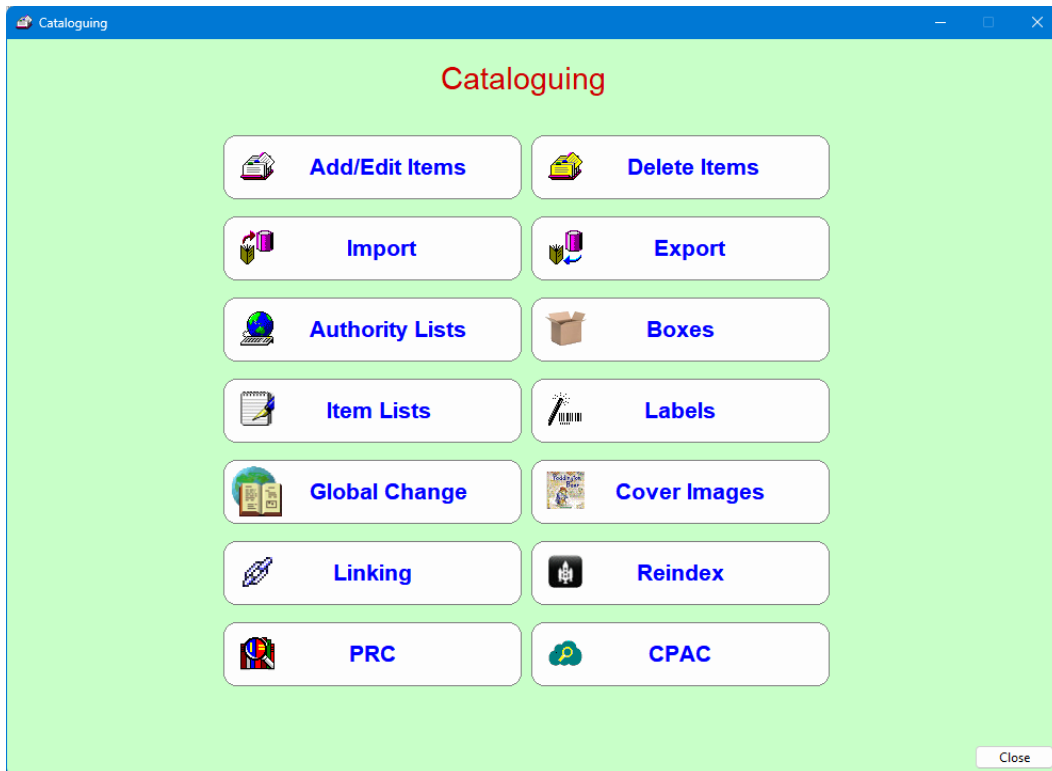 Cataloguing
Cataloguing
Add/Edit Items
Delete Items
Import
Export
Authority Lists
Boxes
Item Lists
Labels
Global Change
Cover Images
Linking
Reindex
PRC
CPAC
Close